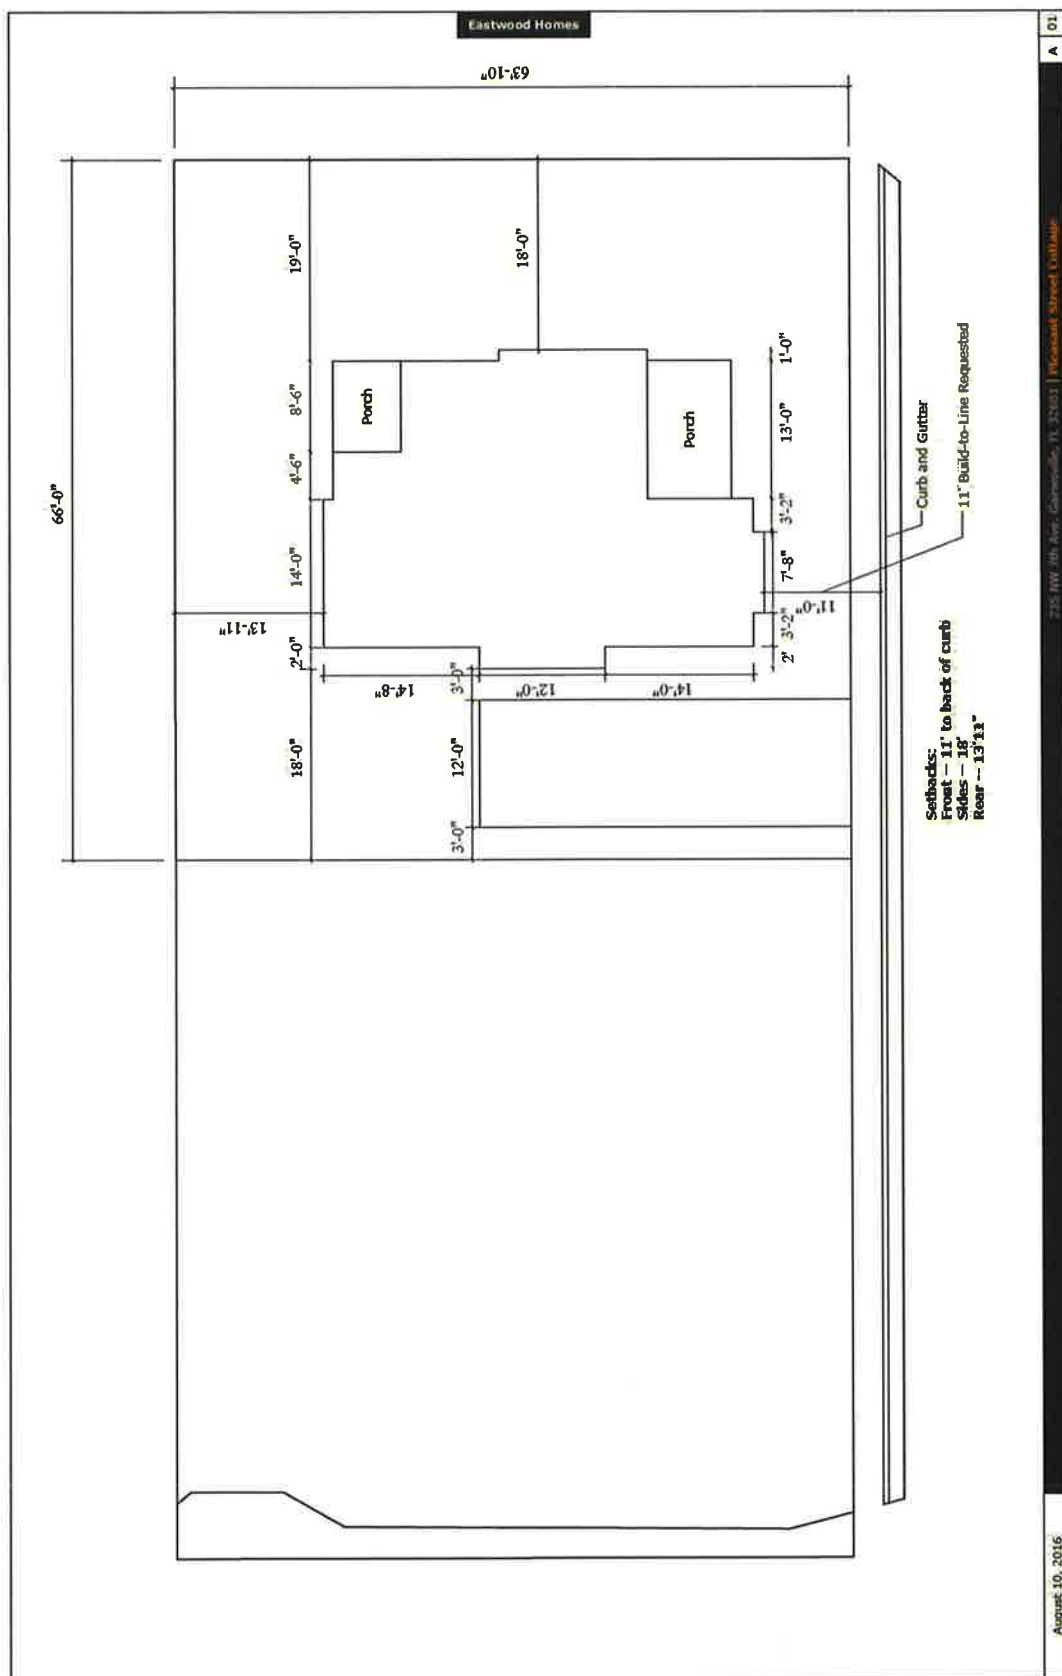 Eastwood Homes
63'-10"
66'-0"
19'-0"
18'-0"
8'-6"
4'-6"
14'-0"
2'-0"
18'-0"
13'-11"
Porch
Porch
1'-0"
13'-0"
3'-2"
7'-8"
3'-2"
2'
11'-0"
14'-8"
12'-0"
14'-0"
3'-0"
12'-0"
3'-0"
Curb and Gutter
11' Build-to-Line Requested
Setbacks:
Front -- 11' to back of curb
Sides -- 18'
Rear -- 13'11"
August 10, 2016
Gainesville, FL 32601 | Pleasant Street Cottage
A 01